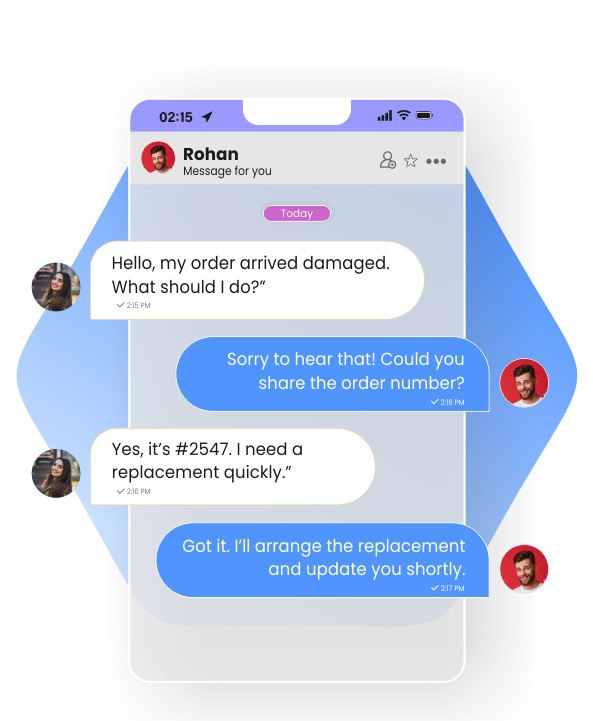 02:15
Rohan
Message for you
Today
Hello, my order arrived damaged.
What should I do?”
2:15 PM
Sorry to hear that! Could you
share the order number?
2:16 PM
Yes, it’s #2547. I need a
replacement quickly.”
2:16 PM
Got it. I’ll arrange the replacement
and update you shortly.
2:17 PM